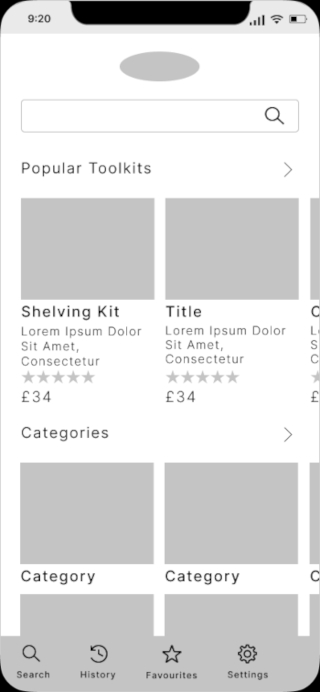 9:20
Popular Toolkits
Shelving Kit
Lorem Ipsum Dolor
Sit Amet,
Consectetur
£34
Title
Lorem Ipsum Dolor
Sit Amet,
Consectetur
£34
Categories
Category
Category
Search
History
Favourites
Settings